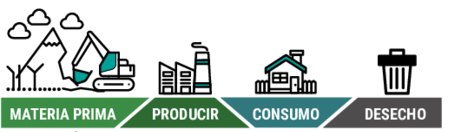 MATERIA PRIMA
PRODUCIR
CONSUMO
DESECHO